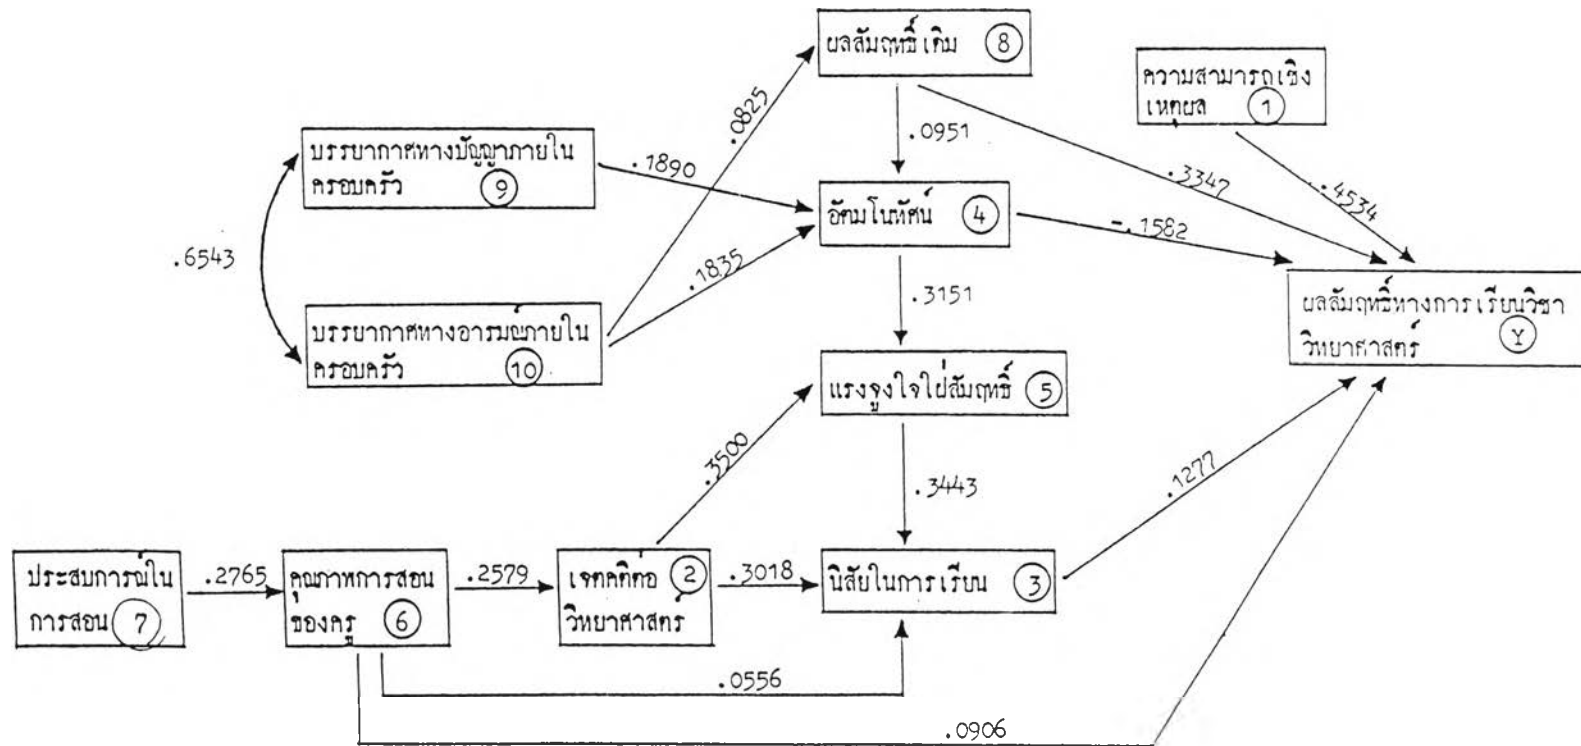 ผลสัมฤทธิ์เดิม 8
ความสามารถเชิง
เหตุผล 1
.0825
.0951
บรรยากาศทางปัญญาภายใน
ครอบครัว 9
.1890
.3347
.4534
อัตมโนทัศน์ 4
-.1582
.6543
.1835
.3151
บรรยากาศทางอารมณ์ภายใน
ครอบครัว 10
ผลสัมฤทธิ์ทางการเรียนวิชา
วิทยาศาสตร์ Y
แรงจูงใจใฝ่สัมฤทธิ์ 5
.3500
.3443
.1277
ประสบการณ์ใน
การสอน 7
.2765
คุณภาพการสอน
ของครู 6
.2579
เจตคติต่อ 2
วิทยาศาสตร์
.3018
นิสัยในการเรียน 3
.0556
.0906